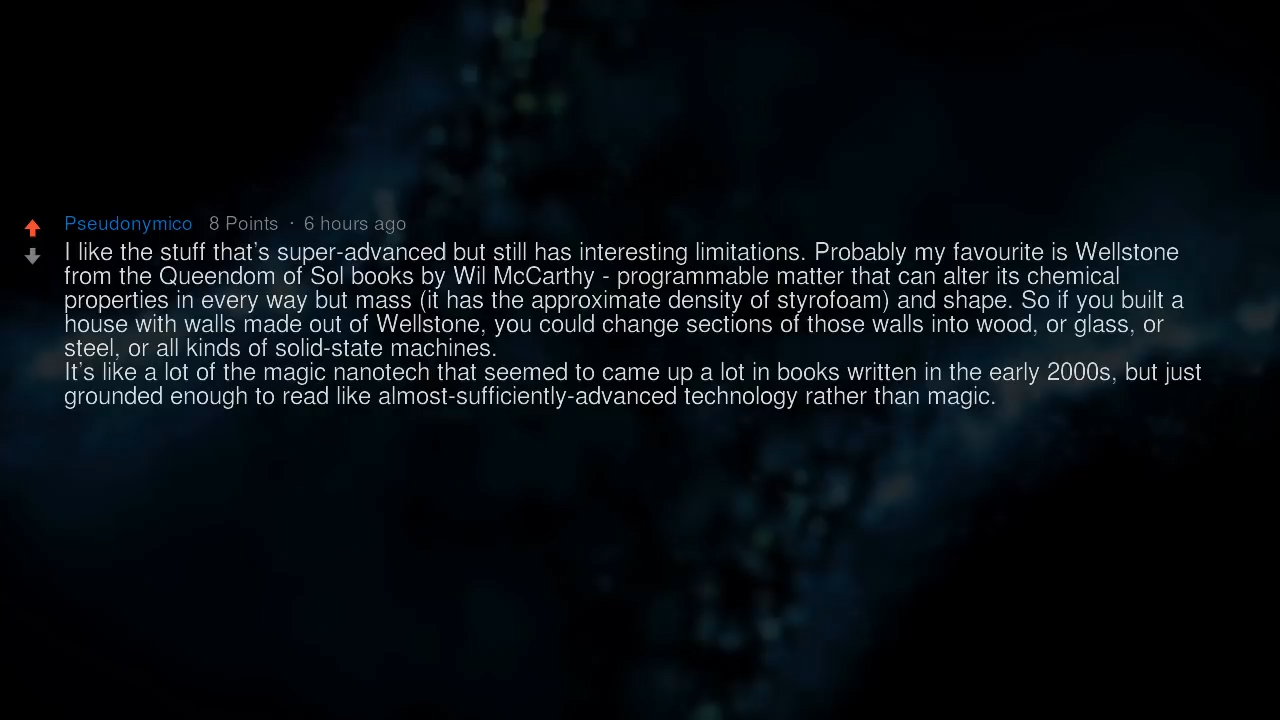 Pseudonymico 8 Points · 6 hours ago
I like the stuff that's super-advanced but still has interesting limitations. Probably my favourite is Wellstone
from the Queendom of Sol books by Wil McCarthy - programmable matter that can alter its chemical
properties in every way but mass (it has the approximate density of styrofoam) and shape. So if you built a
house with walls made out of Wellstone, you could change sections of those walls into wood, or glass, or
steel, or all kinds of solid-state machines.
It's like a lot of the magic nanotech that seemed to came up a lot in books written in the early 2000s, but just
grounded enough to read like almost-sufficiently-advanced technology rather than magic.